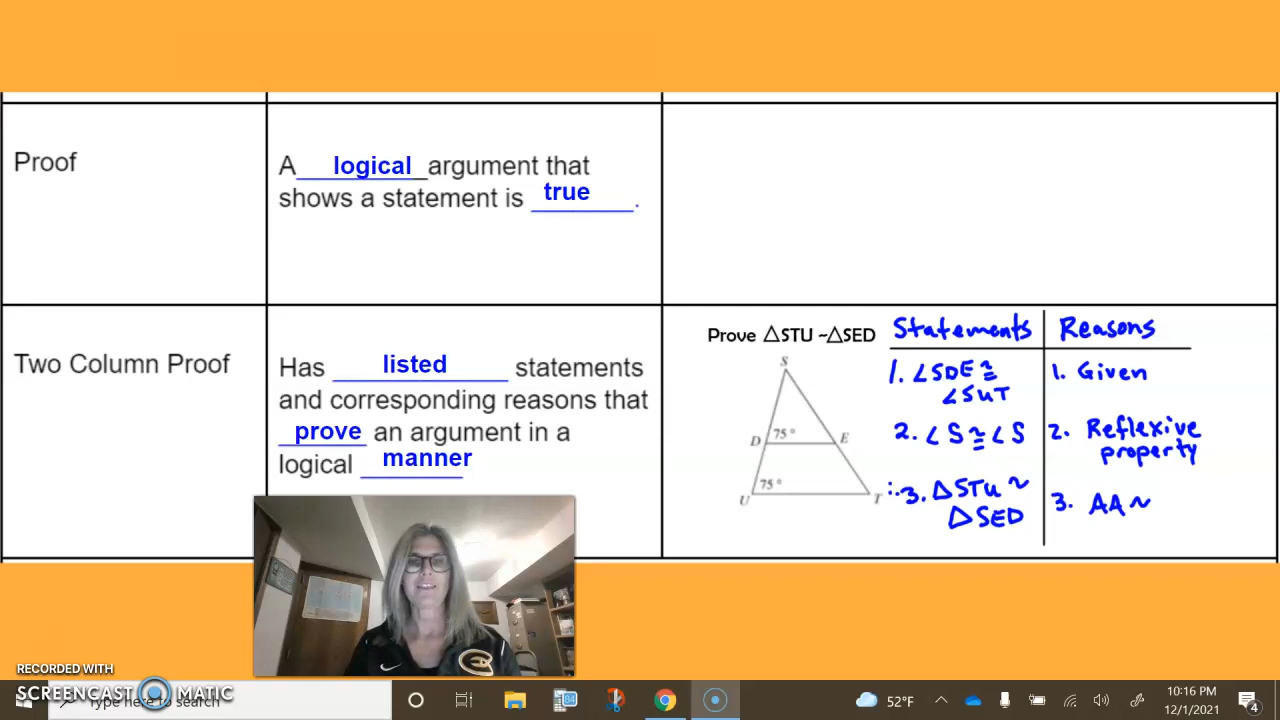 Proof
A logical argument that
shows a statement is true.
Two Column Proof
Has listed statements
and corresponding reasons that
prove an argument in a
logical manner
Prove △STU ~△SED
S
D 75° E
U 75° T
Statements Reasons
1. ∠SDE ≅ 1. Given
∠SUT
2. ∠S ≅ ∠S 2. Reflexive
property
∴3. △STU ~ 3. AA~
△SED
RECORDED WITH
SCREENCAST MATIC
Type here to search
84
52°F
10:16 PM
12/1/2021
4